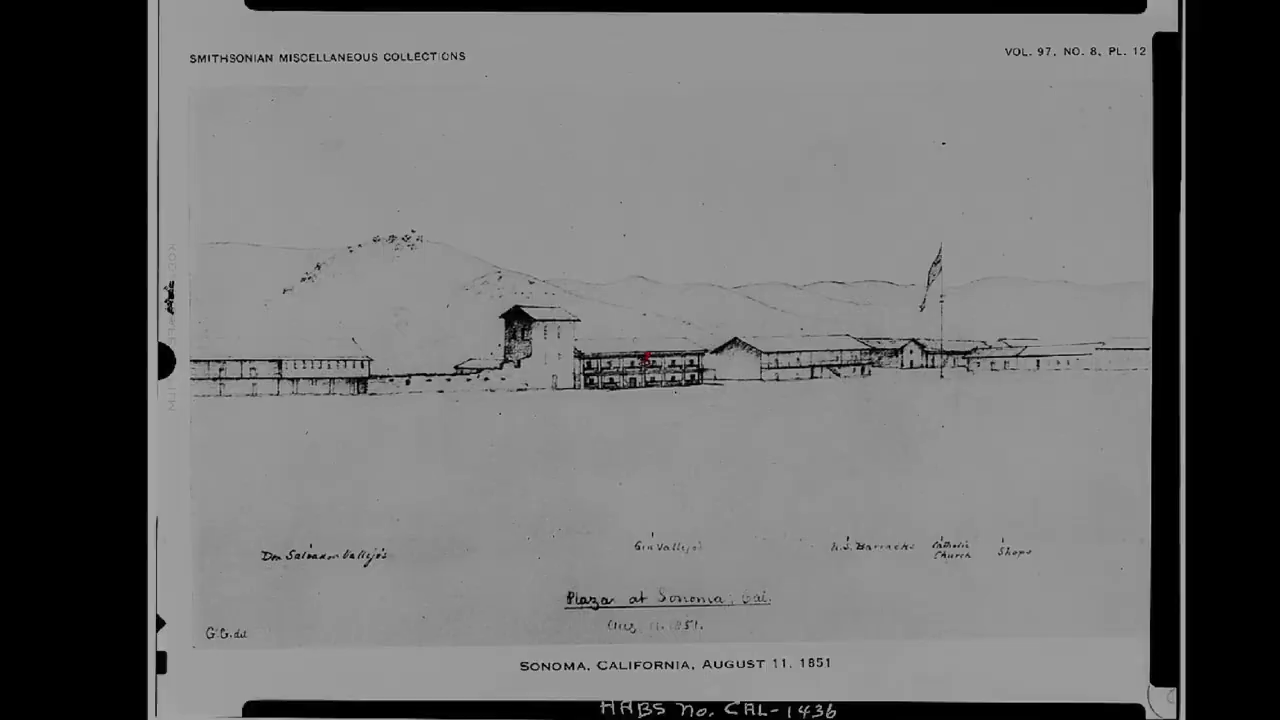 SMITHSONIAN MISCELLANEOUS COLLECTIONS
VOL. 97, NO. 8, PL. 12
Don Salvador Vallejo's
Gen Vallejo's
U.S. Barracks
Catholic
Church
Shops
Plaza at Sonoma, Cal.
Aug 11. 1851.
G.G. del
SONOMA, CALIFORNIA, AUGUST 11, 1851
HABS No. CAL-1436